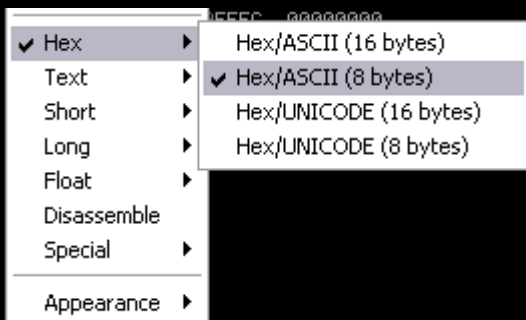 Hex
Text
Short
Long
Float
Disassemble
Special
Appearance
Hex/ASCII (16 bytes)
Hex/ASCII (8 bytes)
Hex/UNICODE (16 bytes)
Hex/UNICODE (8 bytes)